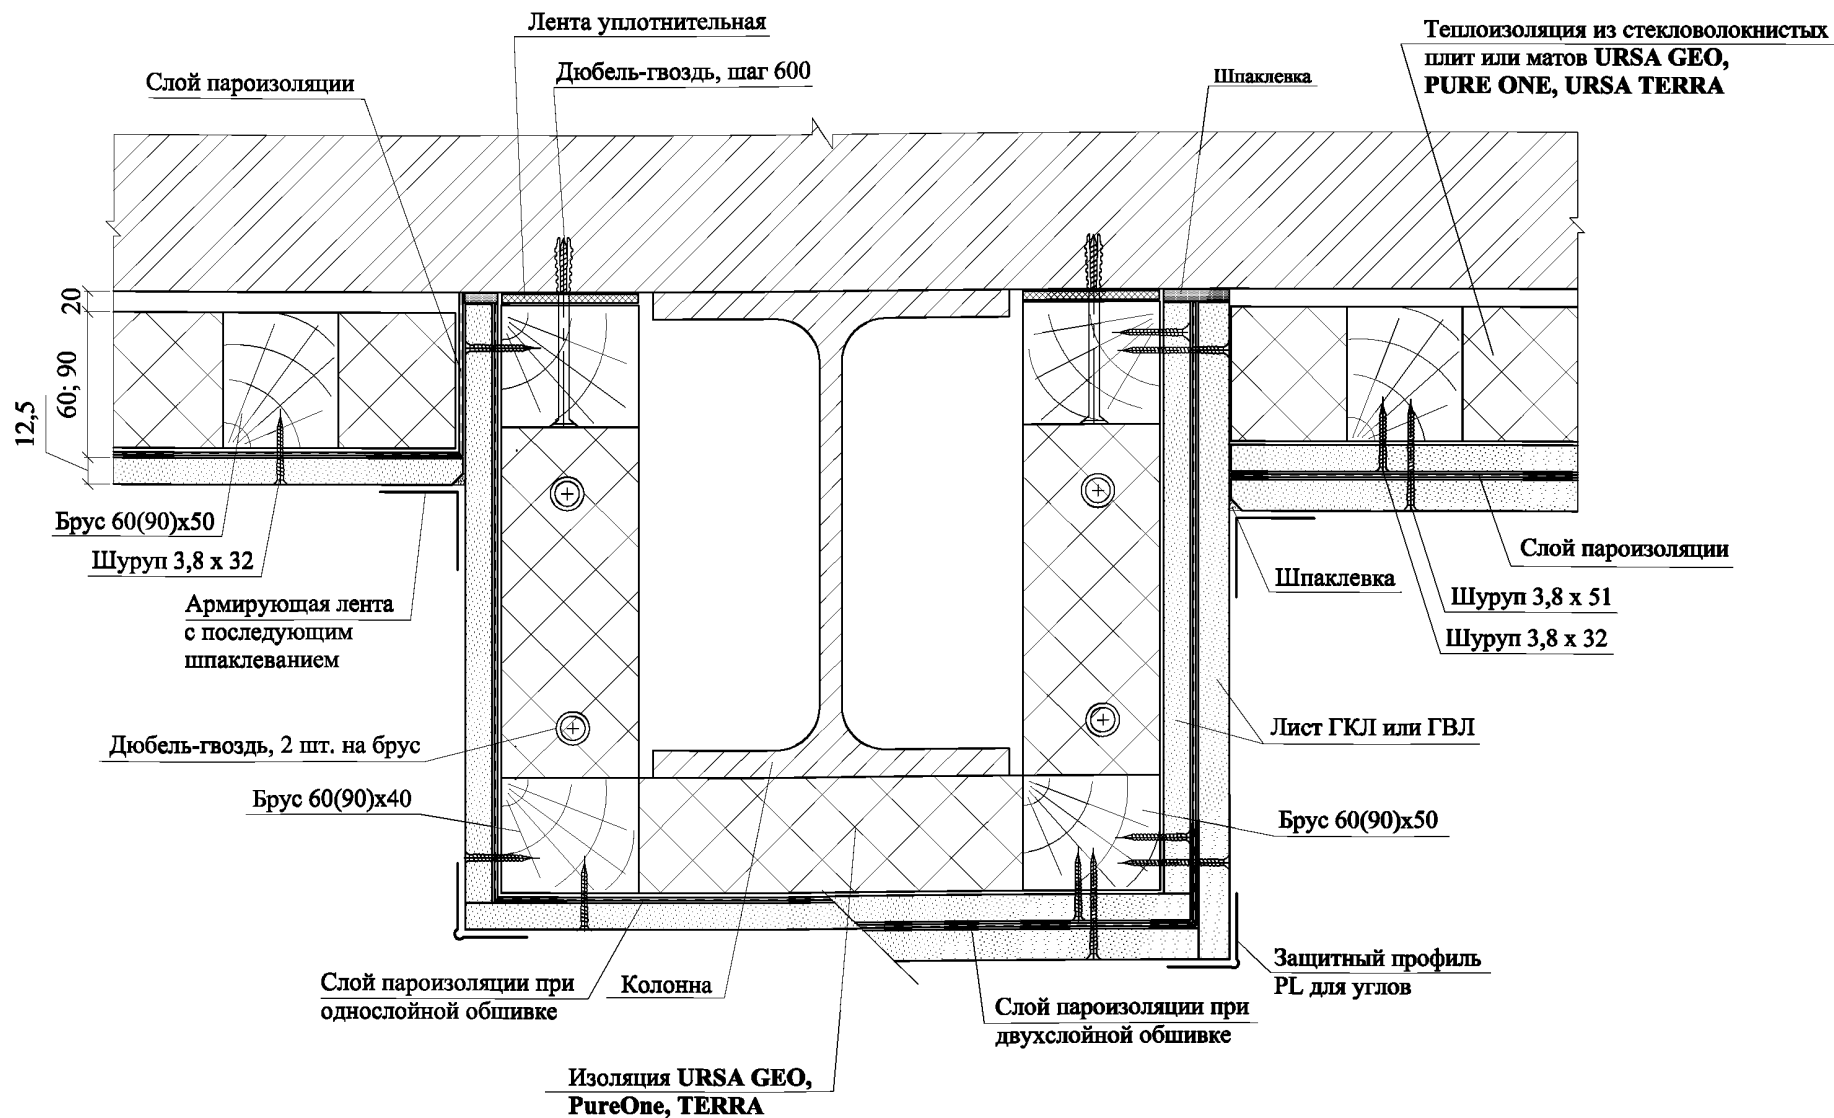 Лента уплотнительная
Дюбель-гвоздь, шаг 600
Слой пароизоляции
Шпаклевка
Теплоизоляция из стекловолокнистых
плит или матов URSA GEO,
PURE ONE, URSA TERRA
20
60; 90
12,5
Брус 60(90)х50
Шуруп 3,8 х 32
Армирующая лента
с последующим
шпаклеванием
Слой пароизоляции
Шпаклевка
Шуруп 3,8 х 51
Шуруп 3,8 х 32
Лист ГКЛ или ГВЛ
Дюбель-гвоздь, 2 шт. на брус
Брус 60(90)х40
Брус 60(90)х50
Слой пароизоляции при
однослойной обшивке
Колонна
Слой пароизоляции при
двухслойной обшивке
Защитный профиль
PL для углов
Изоляция URSA GEO,
PureOne, TERRA